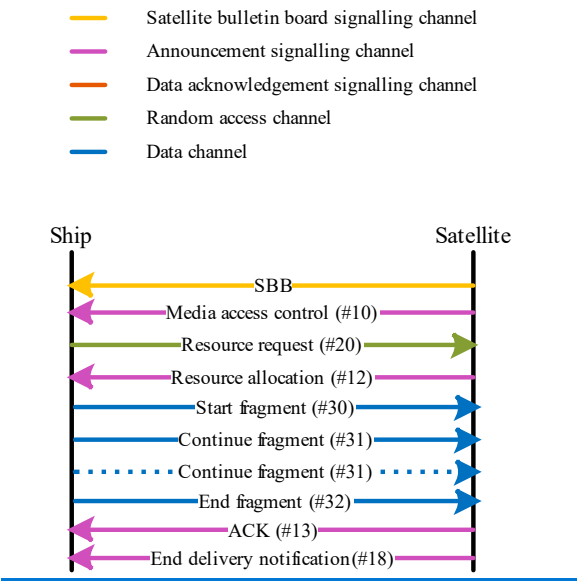 Satellite bulletin board signalling channel
Announcement signalling channel
Data acknowledgement signalling channel
Random access channel
Data channel
Ship Satellite
SBB
Media access control (#10)
Resource request (#20)
Resource allocation (#12)
Start fragment (#30)
Continue fragment (#31)
Continue fragment (#31)
End fragment (#32)
ACK (#13)
End delivery notification(#18)